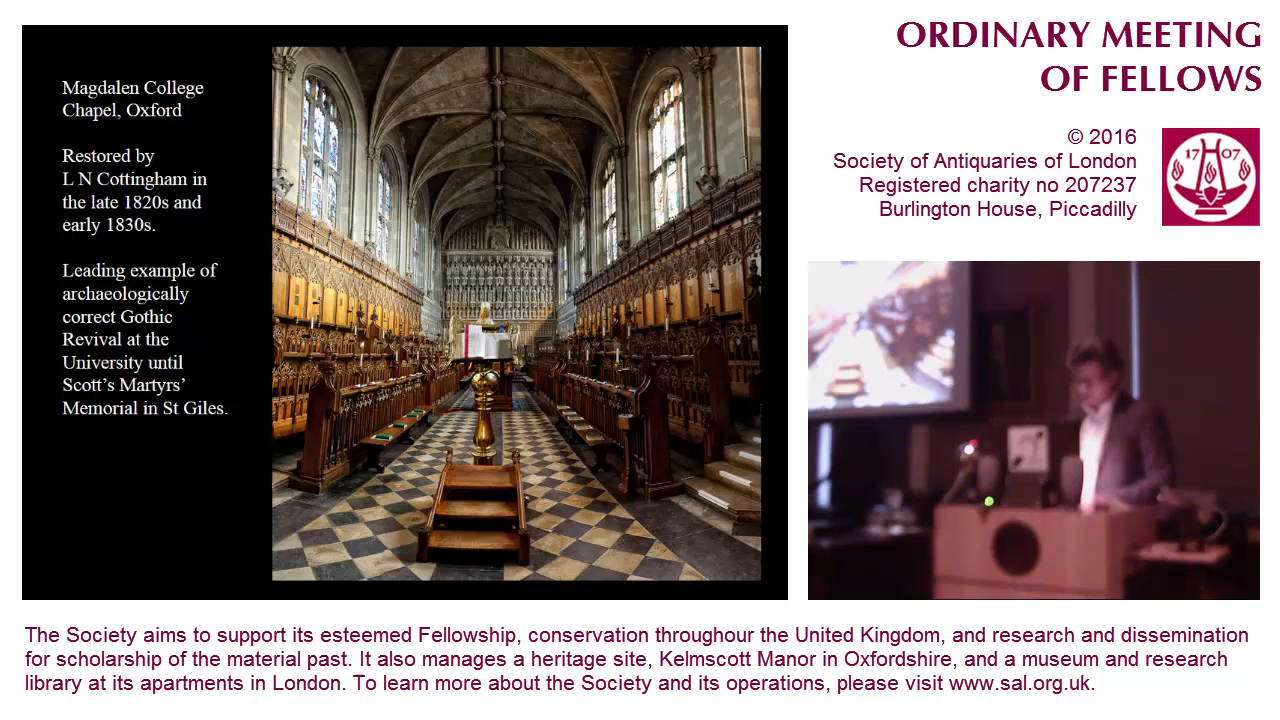 Magdalen College
Chapel, Oxford
Restored by
L N Cottingham in
the late 1820s and
early 1830s.
Leading example of
archaeologically
correct Gothic
Revival at the
University until
Scott's Martyrs'
Memorial in St Giles.
ORDINARY MEETING
OF FELLOWS
© 2016
Society of Antiquaries of London
Registered charity no 207237
Burlington House, Piccadilly
17 07
The Society aims to support its esteemed Fellowship, conservation throughour the United Kingdom, and research and dissemination
for scholarship of the material past. It also manages a heritage site, Kelmscott Manor in Oxfordshire, and a museum and research
library at its apartments in London. To learn more about the Society and its operations, please visit www.sal.org.uk.